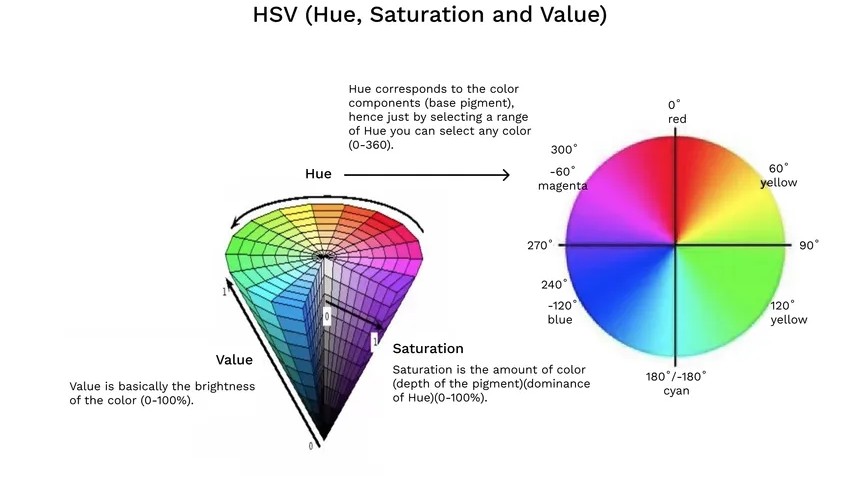 HSV (Hue, Saturation and Value)
Hue corresponds to the color
components (base pigment),
hence just by selecting a range
of Hue you can select any color
(0-360).
Hue
0°
red
300°
-60°
magenta
60°
yellow
270°
90°
240°
-120°
blue
120°
yellow
180°/-180°
cyan
1
0
1
0
Value
Value is basically the brightness
of the color (0-100%).
Saturation
Saturation is the amount of color
(depth of the pigment)(dominance
of Hue)(0-100%).